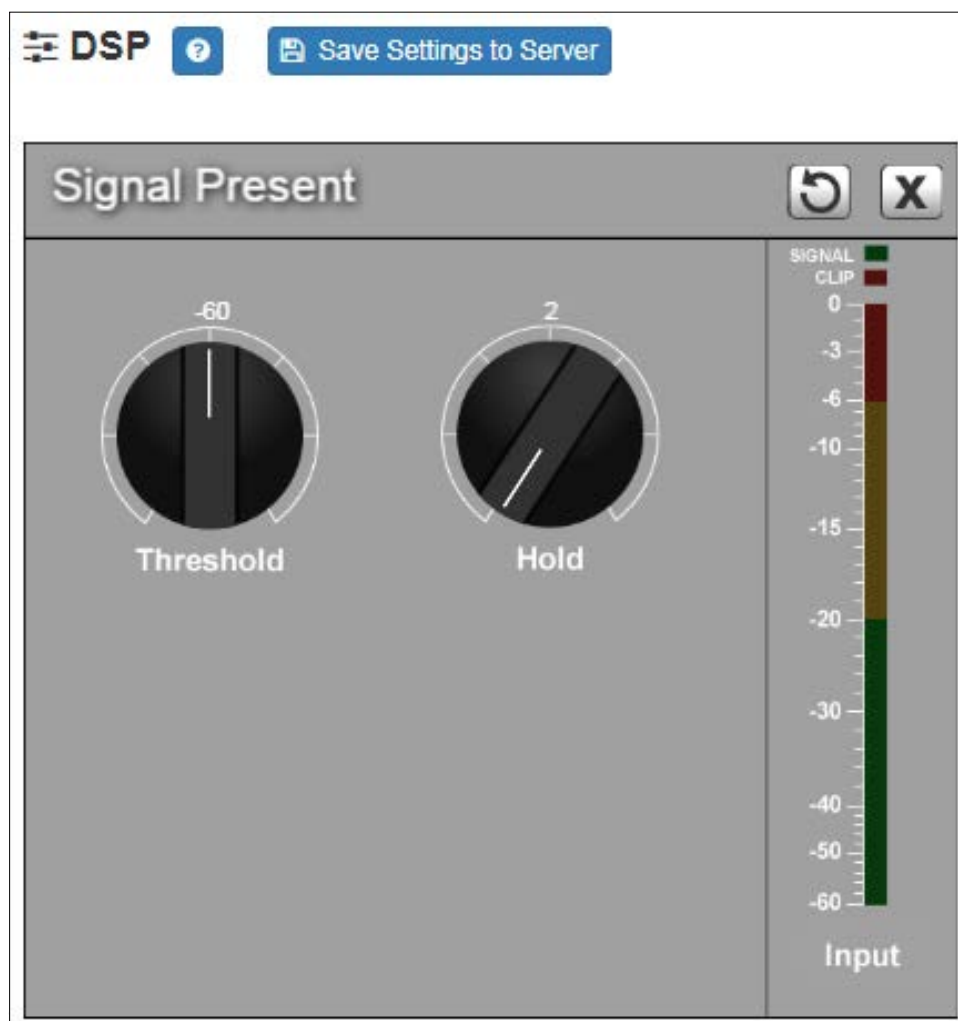 DSP ? Save Settings to Server
Signal Present X
SIGNAL
CLIP
-60 2
Threshold Hold
0
-3
-6
-10
-15
-20
-30
-40
-50
-60
Input